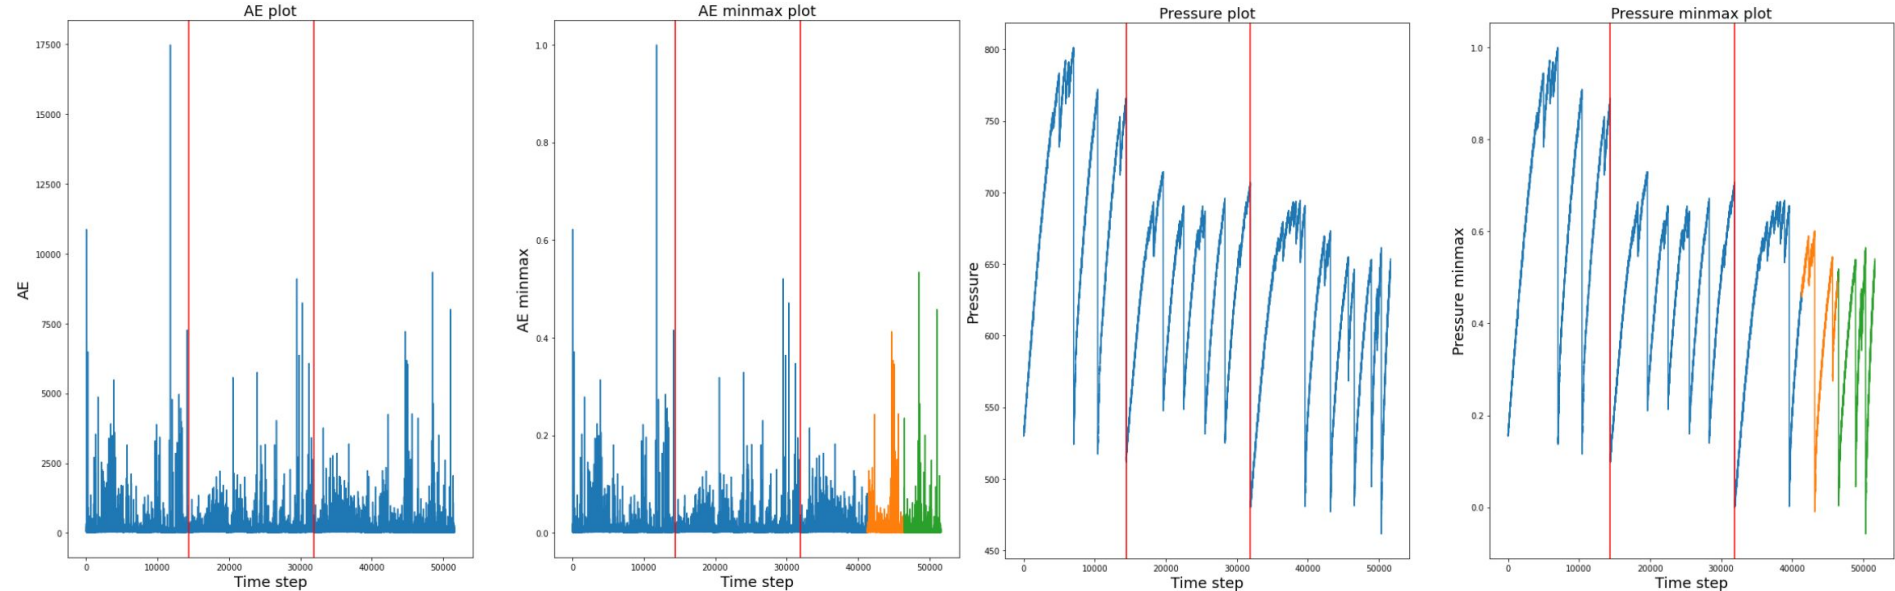 AE plot
17500
15000
12500
10000
7500
5000
2500
0
AE
0 10000 20000 30000 40000 50000
Time step
AE minmax plot
1.0
0.8
0.6
0.4
0.2
0.0
AE minmax
0 10000 20000 30000 40000 50000
Time step
Pressure plot
800
750
700
650
600
550
500
450
Pressure
0 10000 20000 30000 40000 50000
Time step
Pressure minmax plot
1.0
0.8
0.6
0.4
0.2
0.0
Pressure minmax
0 10000 20000 30000 40000 50000
Time step